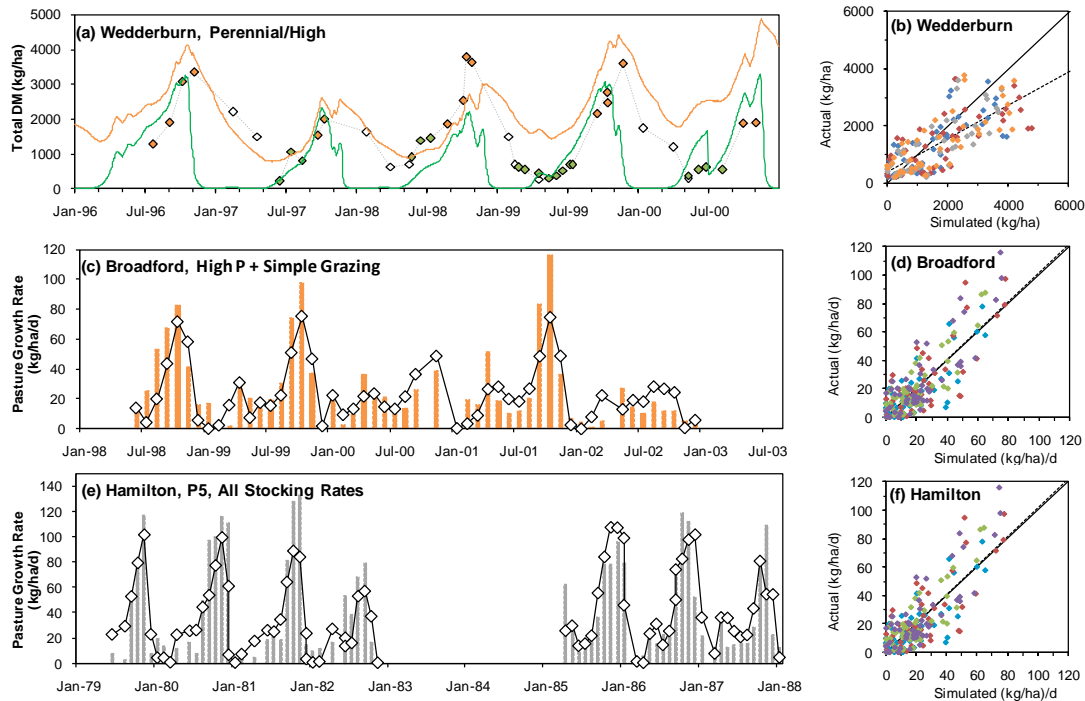 (a) Wedderburn, Perennial/High
Total DM (kg/ha)
5000
4000
3000
2000
1000
0
Jan-96 Jul-96 Jan-97 Jul-97 Jan-98 Jul-98 Jan-99 Jul-99 Jan-00 Jul-00
(b) Wedderburn
Actual (kg/ha)
6000
4000
2000
0
0 2000 4000 6000
Simulated (kg/ha)
(c) Broadford, High P + Simple Grazing
Pasture Growth Rate
(kg/ha/d)
120
100
80
60
40
20
0
Jan-98 Jul-98 Jan-99 Jul-99 Jan-00 Jul-00 Jan-01 Jul-01 Jan-02 Jul-02 Jan-03 Jul-03
(d) Broadford
Actual (kg/ha/d)
120
100
80
60
40
20
0
0 20 40 60 80 100 120
Simulated (kg/ha)/d
(e) Hamilton, P5, All Stocking Rates
Pasture Growth Rate
(kg/ha/d)
140
120
100
80
60
40
20
0
Jan-79 Jan-80 Jan-81 Jan-82 Jan-83 Jan-84 Jan-85 Jan-86 Jan-87 Jan-88
(f) Hamilton
Actual (kg/ha/d)
120
100
80
60
40
20
0
0 20 40 60 80 100 120
Simulated (kg/ha)/d